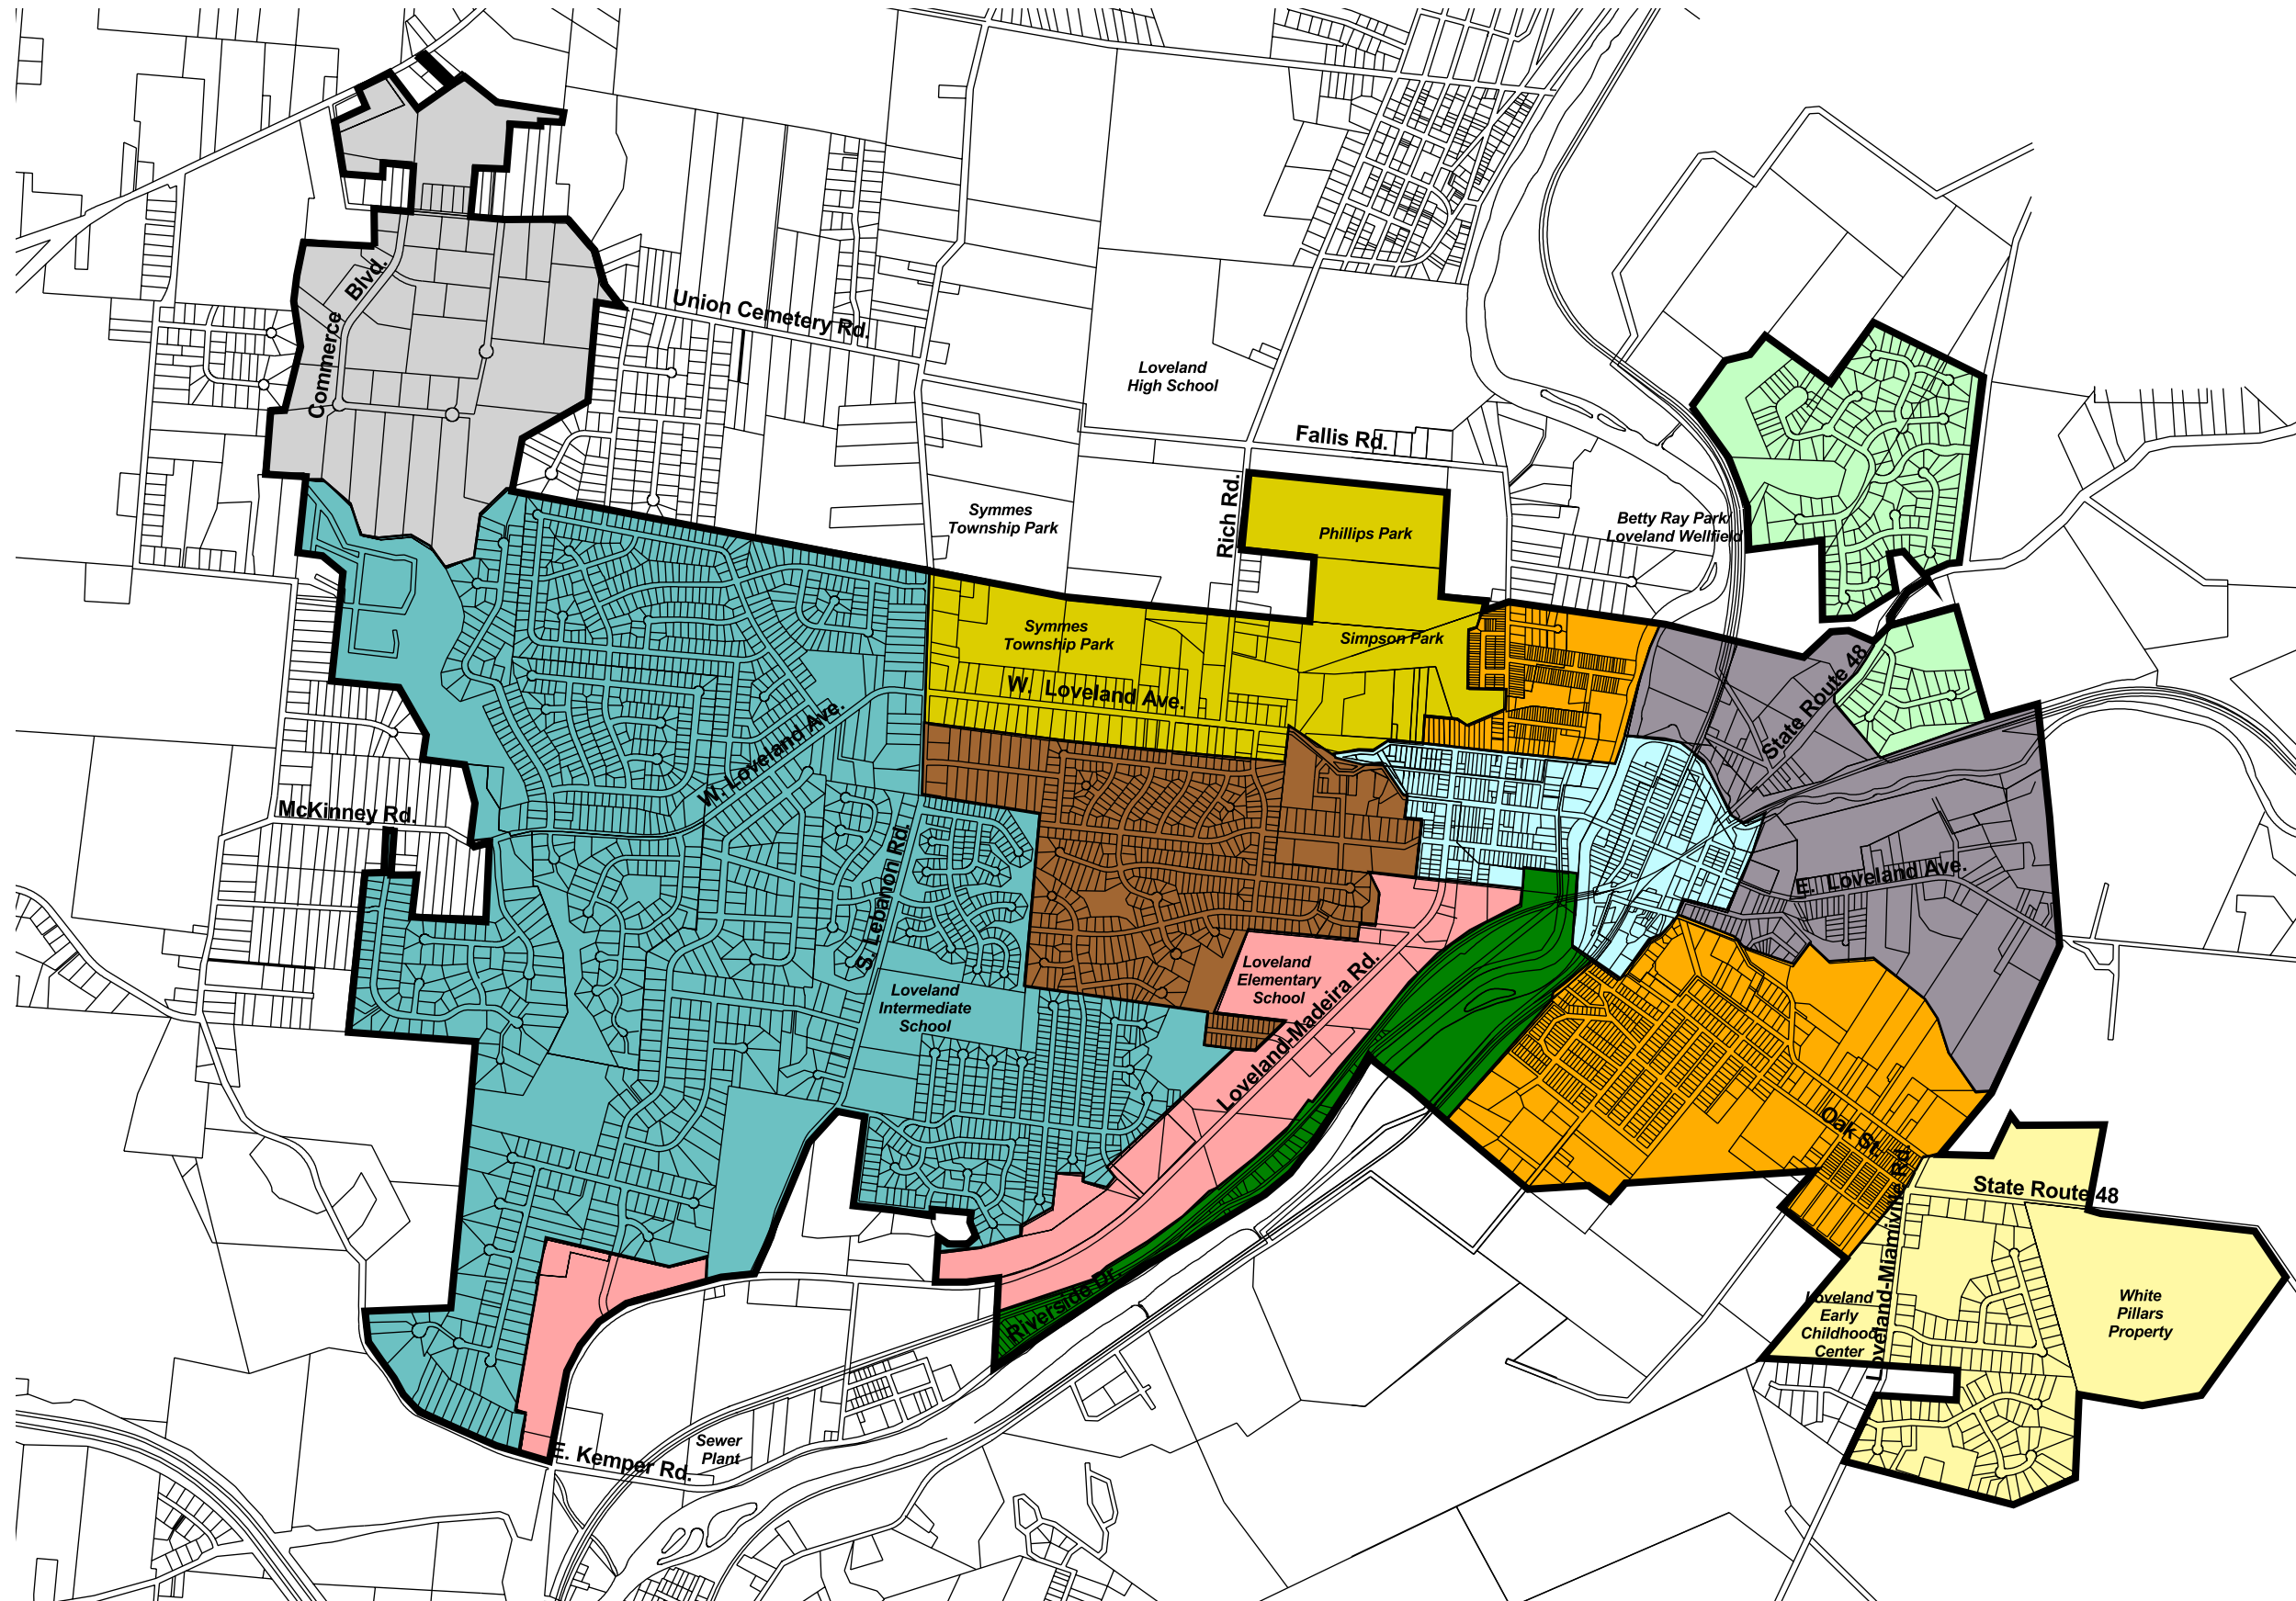 Union Cemetery Rd.
Commerce Blvd.
Loveland
High School
Fallis Rd.
Rich Rd.
Symmes
Township Park
Phillips Park
Betty Ray Park/
Loveland Wellfield
Symmes
Township Park
Simpson Park
W. Loveland Ave.
State Route 48
W. Loveland Ave.
McKinney Rd.
S. Lebanon Rd.
E. Loveland Ave.
Loveland
Elementary
School
Loveland
Intermediate
School
Loveland-Madeira Rd.
Oak St.
State Route 48
Loveland-Miamiville Rd.
Riverside Dr.
Loveland
Early
Childhood
Center
White
Pillars
Property
Sewer
Plant
E. Kemper Rd.